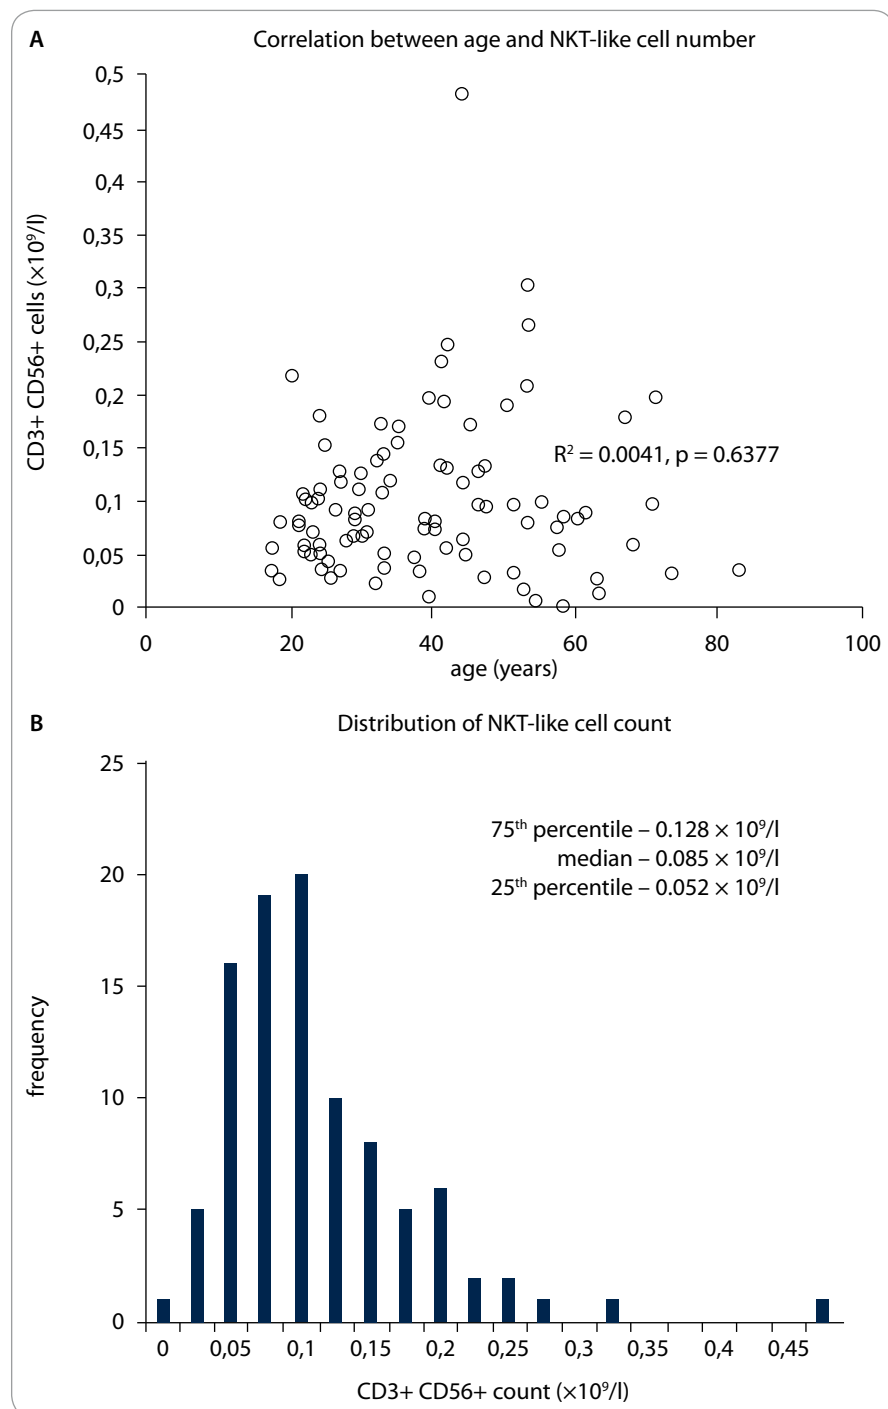 A
Correlation between age and NKT-like cell number
CD3+ CD56+ cells (×10⁹/l)
0,5
0,45
0,4
0,35
0,3
0,25
0,2
0,15
0,1
0,05
0
R² = 0.0041, p = 0.6377
0 20 40 60 80 100
age (years)
B
Distribution of NKT-like cell count
frequency
25
20
15
10
5
0
75th percentile – 0.128 × 10⁹/l
median – 0.085 × 10⁹/l
25th percentile – 0.052 × 10⁹/l
0 0,05 0,1 0,15 0,2 0,25 0,3 0,35 0,4 0,45
CD3+ CD56+ count (×10⁹/l)